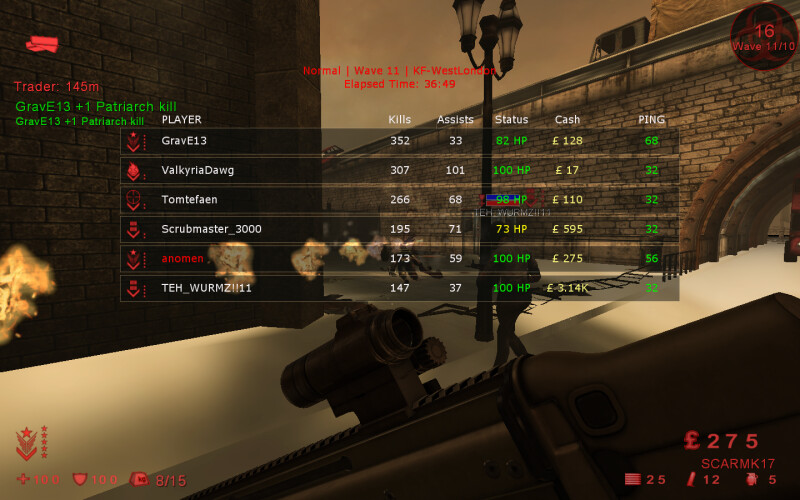 16
Wave 11/10
Normal | Wave 11 | KF-WestLondon
Elapsed Time: 36:49
Trader: 145m
GravE13 +1 Patriarch kill
GravE13 +1 Patriarch kill
PLAYER Kills Assists Status Cash PING
GravE13 352 33 82 HP £ 128 68
ValkyriaDawg 307 101 100 HP £ 17 32
Tomtefaen 266 68 98 HP £ 110 32
TEH_WURMZ!!11
Scrubmaster_3000 195 71 73 HP £ 595 32
anomen 173 59 100 HP £ 275 56
TEH_WURMZ!!11 147 37 100 HP £ 3.14K 32
£ 275
SCARMK17
100 100 8/15 25 12 5